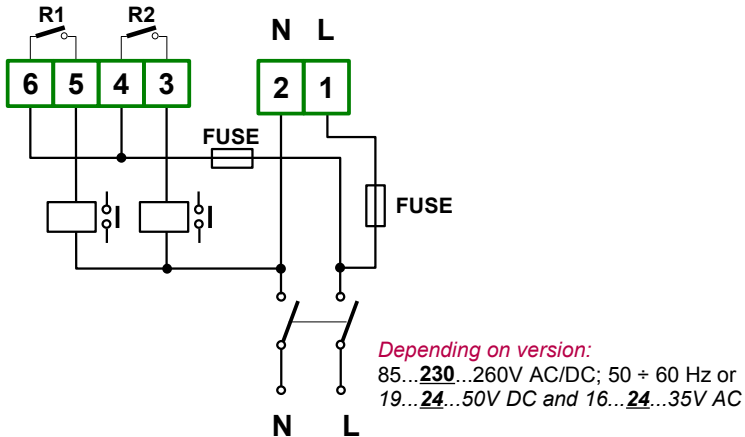 R1 R2
N L
6 5 4 3 2 1
FUSE
FUSE
I I
Depending on version:
85...230...260V AC/DC; 50 ÷ 60 Hz or
19...24...50V DC and 16...24...35V AC
N L